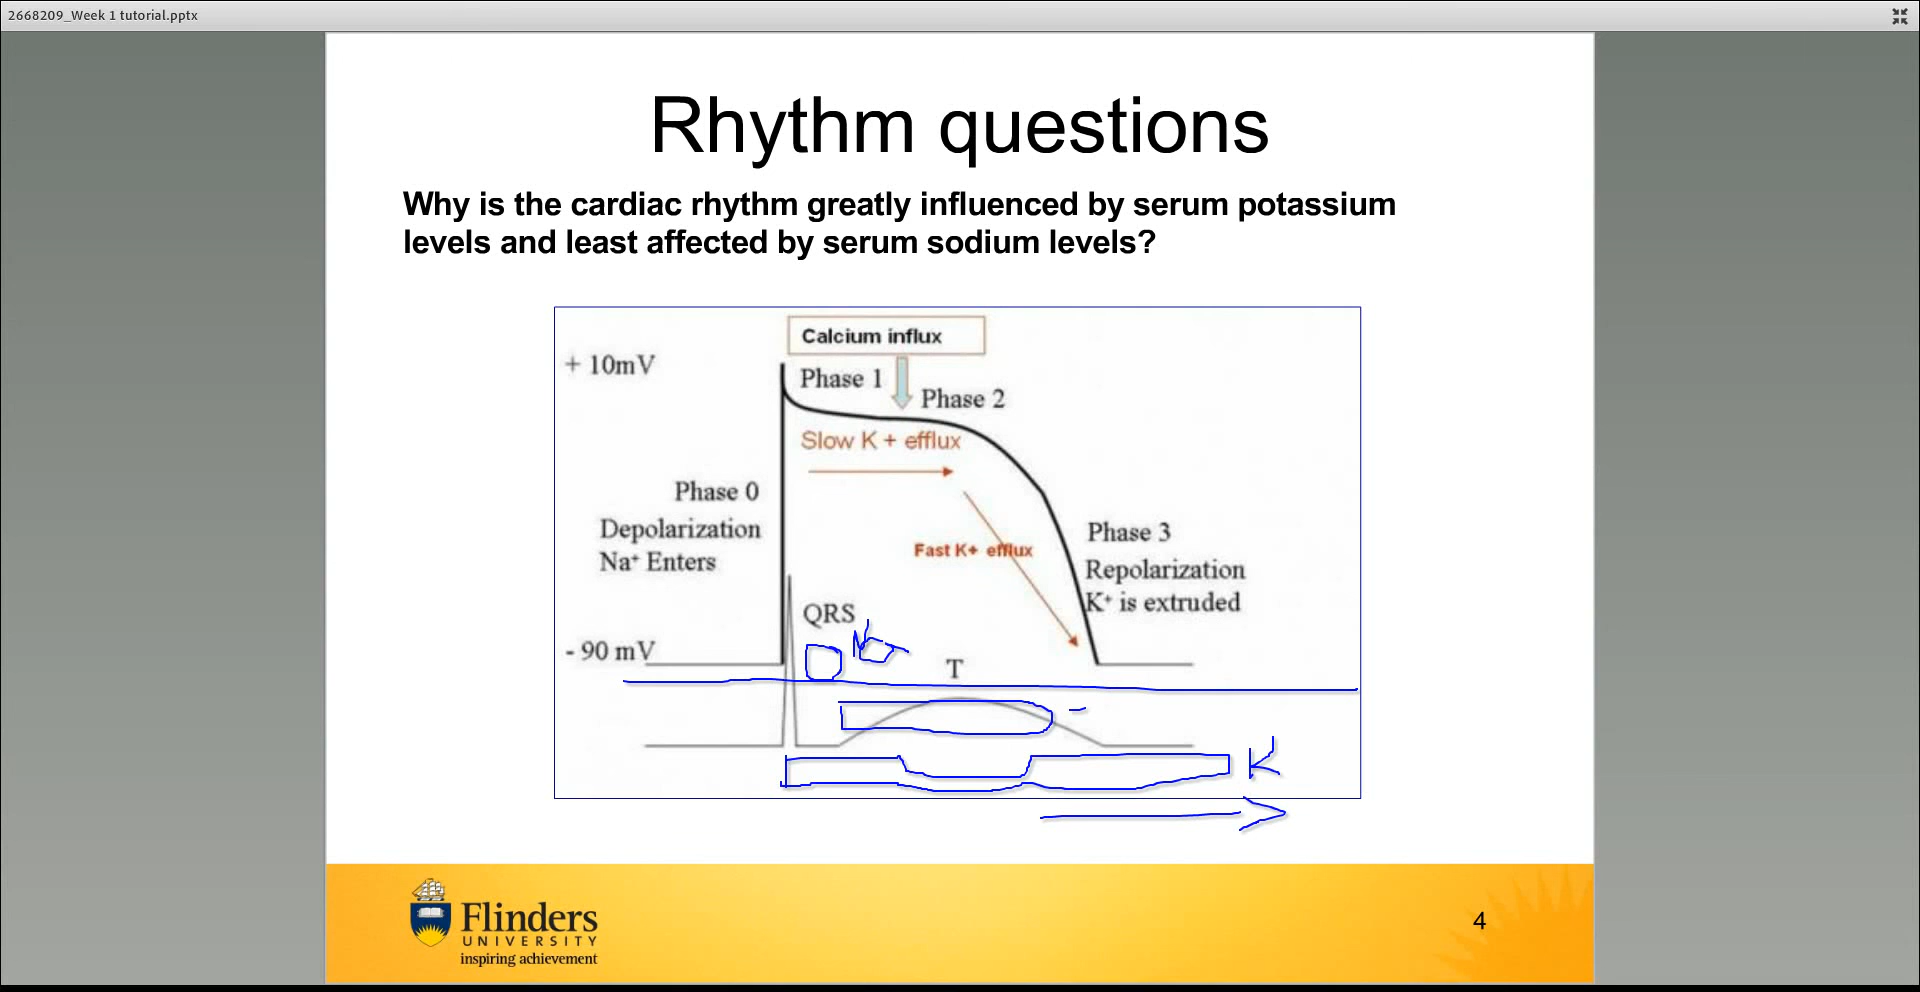 2668209_Week 1 tutorial.pptx
Rhythm questions
Why is the cardiac rhythm greatly influenced by serum potassium
levels and least affected by serum sodium levels?
Calcium influx
+ 10mV
Phase 1
Phase 2
Slow K + efflux
Phase 0
Depolarization
Na⁺ Enters
Phase 3
Fast K+ efflux
Repolarization
K⁺ is extruded
QRS
- 90 mV
T
K
Flinders
UNIVERSITY
inspiring achievement
4